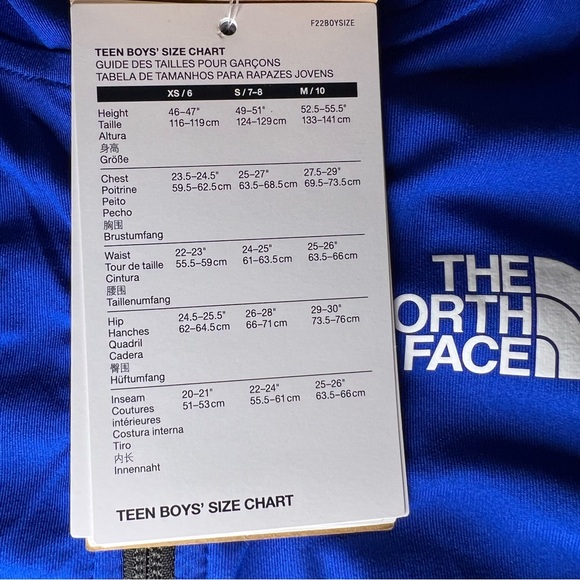 F22BOYSIZE
TEEN BOYS' SIZE CHART
GUIDE DES TAILLES POUR GARÇONS
TABELA DE TAMANHOS PARA RAPAZES JOVENS
XS / 6 S / 7–8 M / 10
Height 46–47" 49–51" 52.5–55.5"
Taille 116–119 cm 124–129 cm 133–141 cm
Altura
身高
Größe
Chest 23.5–24.5" 25–27" 27.5–29"
Poitrine 59.5–62.5 cm 63.5–68.5 cm 69.5–73.5 cm
Peito
Pecho
胸围
Brustumfang
Waist 22–23" 24–25" 25–26"
Tour de taille 55.5–59 cm 61–63.5 cm 63.5–66 cm
Cintura
腰围
Taillenumfang
Hip 24.5–25.5" 26–28" 29–30"
Hanches 62–64.5 cm 66–71 cm 73.5–76 cm
Quadril
Cadera
臀围
Hüftumfang
Inseam 20–21" 22–24" 25–26"
Coutures 51–53 cm 55.5–61 cm 63.5–66 cm
intérieures
Costura interna
Tiro
内长
Innennaht
TEEN BOYS' SIZE CHART
THE
ORTH
FACE